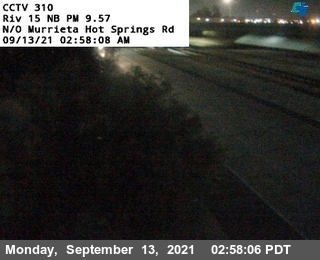 CCTV 310
Riv 15 NB PM 9.57
N/O Murrieta Hot Springs Rd
09/13/21 02:58:08 AM
Monday, September 13, 2021 02:58:06 PDT